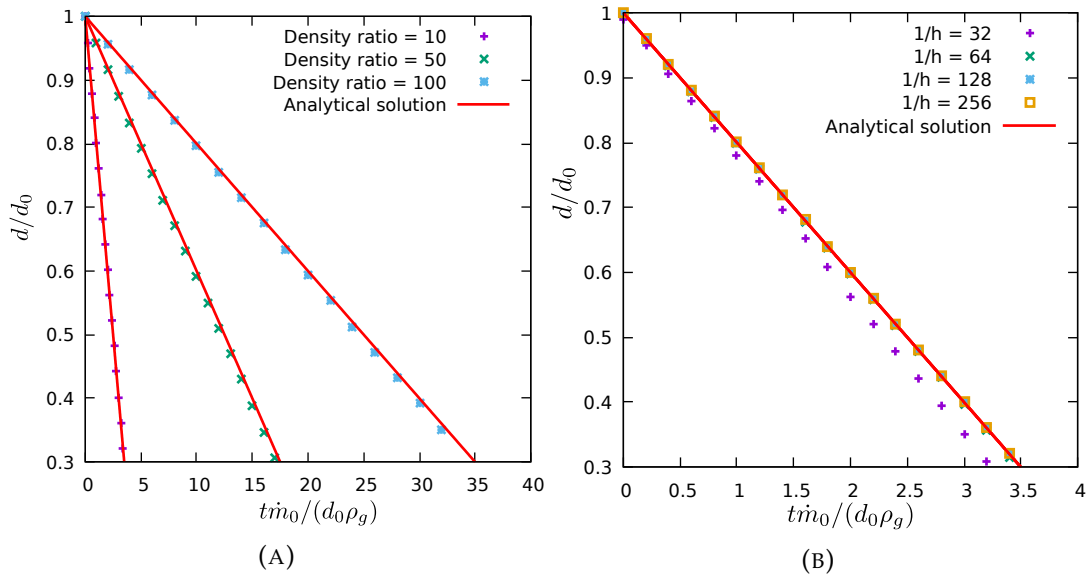 1
0.9
0.8
0.7
0.6
0.5
0.4
0.3
d/d₀
Density ratio = 10
Density ratio = 50
Density ratio = 100
Analytical solution
0 5 10 15 20 25 30 35 40
tṁ₀/(d₀ρg)
(A)
1
0.9
0.8
0.7
0.6
0.5
0.4
0.3
d/d₀
1/h = 32
1/h = 64
1/h = 128
1/h = 256
Analytical solution
0 0.5 1 1.5 2 2.5 3 3.5 4
tṁ₀/(d₀ρg)
(B)